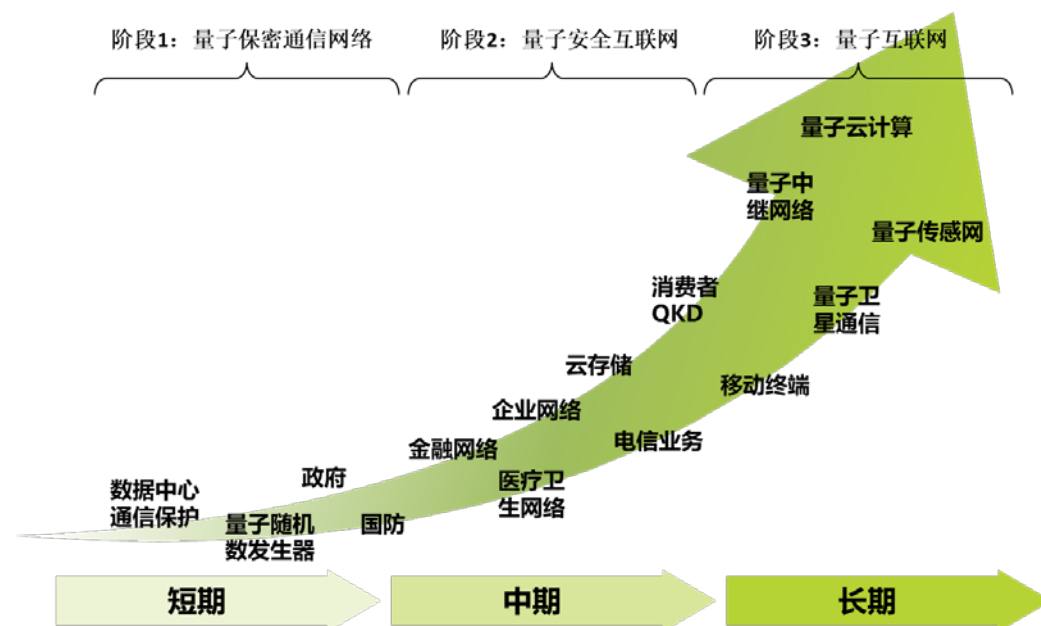 阶段1：量子保密通信网络
阶段2：量子安全互联网
阶段3：量子互联网
量子云计算
量子中
继网络
量子传感网
消费者
QKD
量子卫
星通信
云存储
移动终端
企业网络
电信业务
金融网络
医疗卫
生网络
政府
数据中心
通信保护
量子随机
数发生器
国防
短期
中期
长期